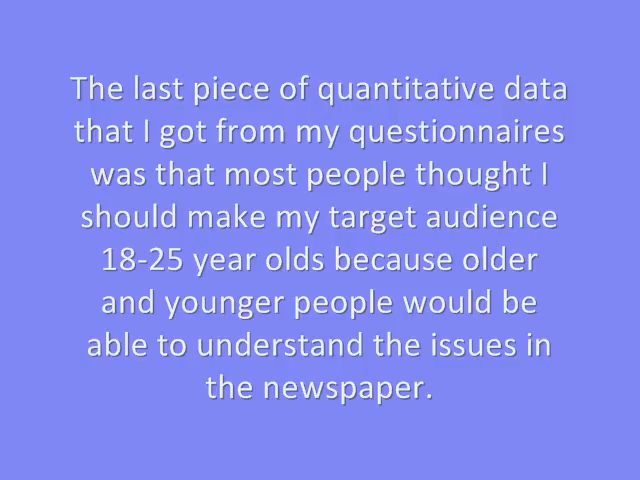 The last piece of quantitative data
that I got from my questionnaires
was that most people thought I
should make my target audience
18-25 year olds because older
and younger people would be
able to understand the issues in
the newspaper.